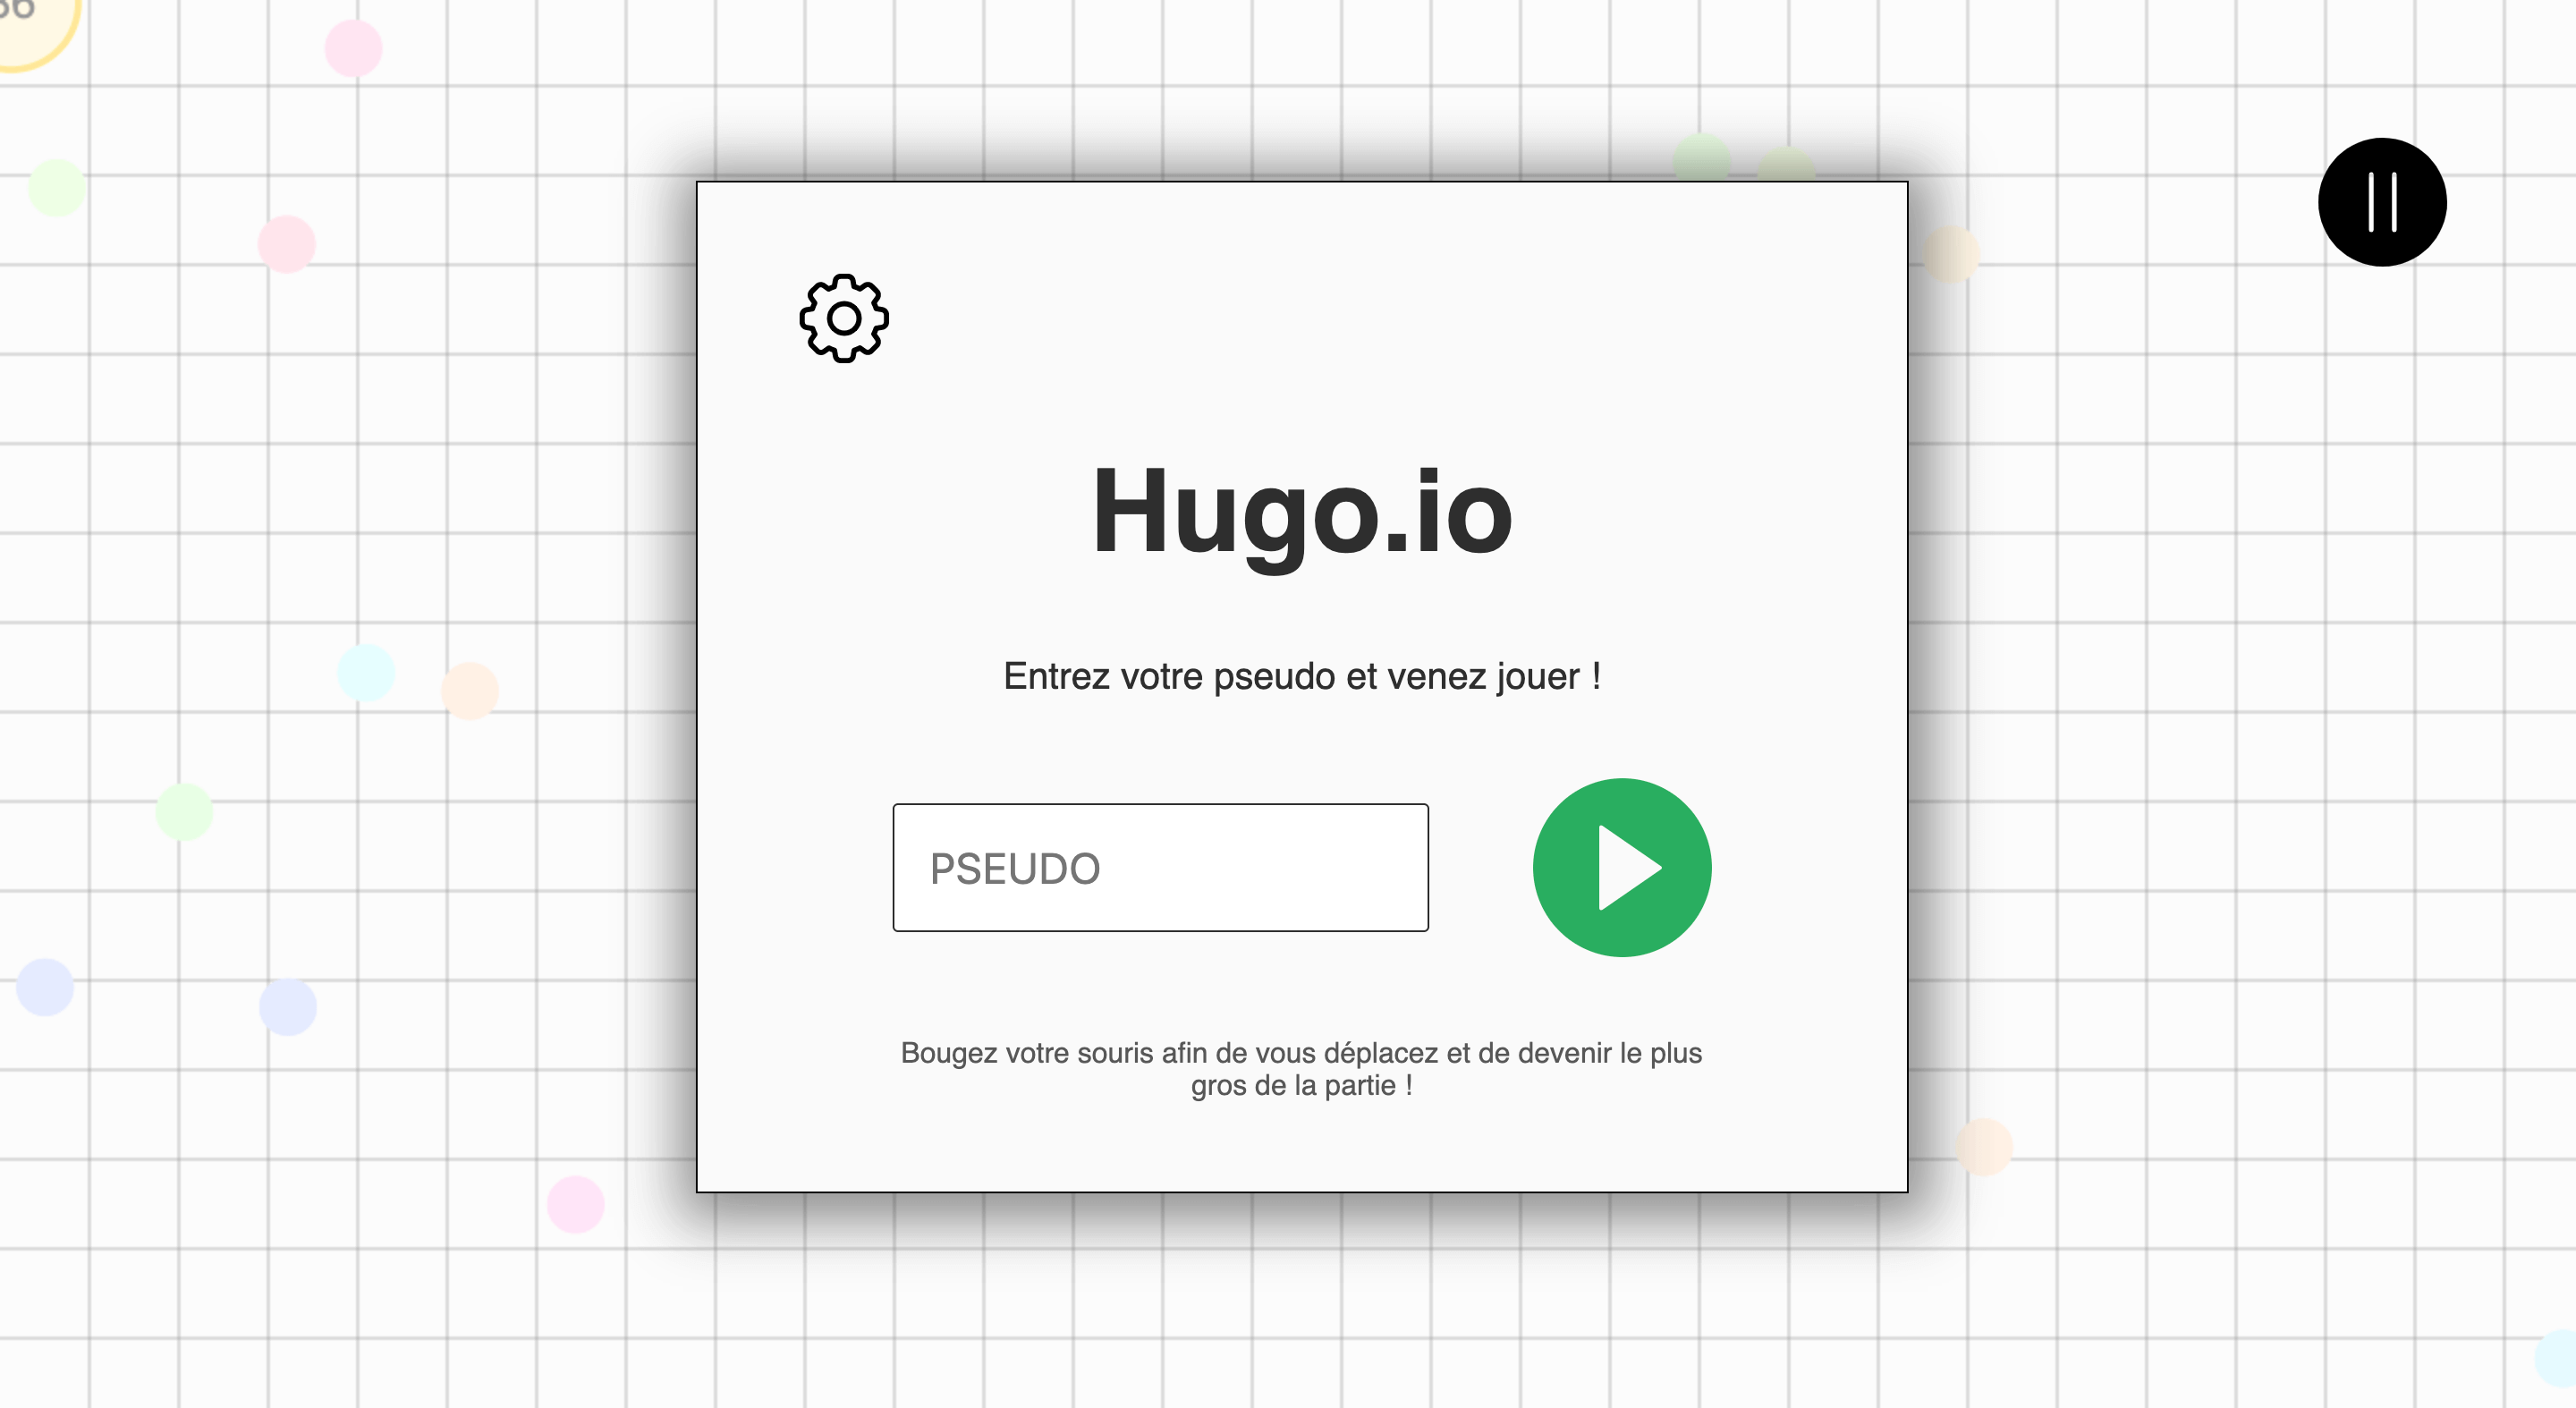 Hugo.io
Entrez votre pseudo et venez jouer !
PSEUDO
Bougez votre souris afin de vous déplacez et de devenir le plus
gros de la partie !